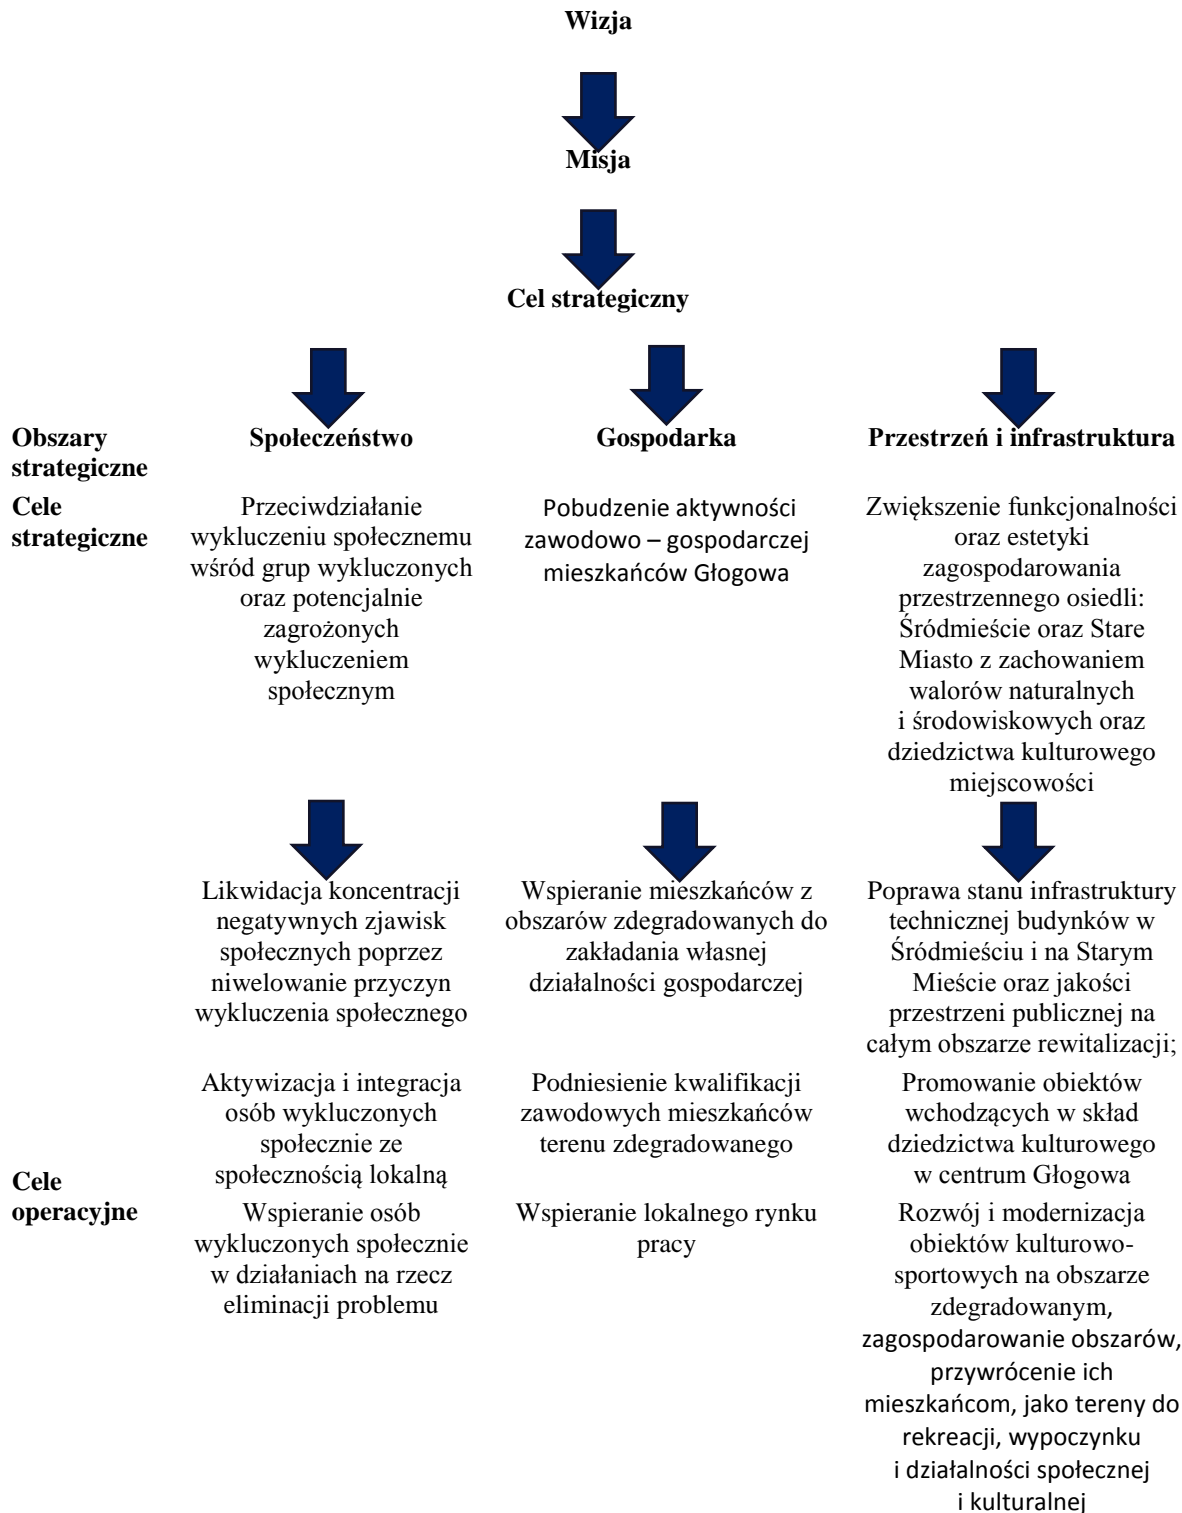 Wizja
Misja
Cel strategiczny
Obszary
strategiczne
Społeczeństwo
Gospodarka
Przestrzeń i infrastruktura
Cele
strategiczne
Przeciwdziałanie
wykluczeniu społecznemu
wśród grup wykluczonych
oraz potencjalnie
zagrożonych
wykluczeniem
społecznym
Pobudzenie aktywności
zawodowo – gospodarczej
mieszkańców Głogowa
Zwiększenie funkcjonalności
oraz estetyki
zagospodarowania
przestrzennego osiedli:
Śródmieście oraz Stare
Miasto z zachowaniem
walorów naturalnych
i środowiskowych oraz
dziedzictwa kulturowego
miejscowości
Cele
operacyjne
Likwidacja koncentracji
negatywnych zjawisk
społecznych poprzez
niwelowanie przyczyn
wykluczenia społecznego
Wspieranie mieszkańców z
obszarów zdegradowanych do
zakładania własnej
działalności gospodarczej
Poprawa stanu infrastruktury
technicznej budynków w
Śródmieściu i na Starym
Mieście oraz jakości
przestrzeni publicznej na
całym obszarze rewitalizacji;
Aktywizacja i integracja
osób wykluczonych
społecznie ze
społecznością lokalną
Podniesienie kwalifikacji
zawodowych mieszkańców
terenu zdegradowanego
Promowanie obiektów
wchodzących w skład
dziedzictwa kulturowego
w centrum Głogowa
Wspieranie osób
wykluczonych społecznie
w działaniach na rzecz
eliminacji problemu
Wspieranie lokalnego rynku
pracy
Rozwój i modernizacja
obiektów kulturowo-
sportowych na obszarze
zdegradowanym,
zagospodarowanie obszarów,
przywrócenie ich
mieszkańcom, jako tereny do
rekreacji, wypoczynku
i działalności społecznej
i kulturalnej